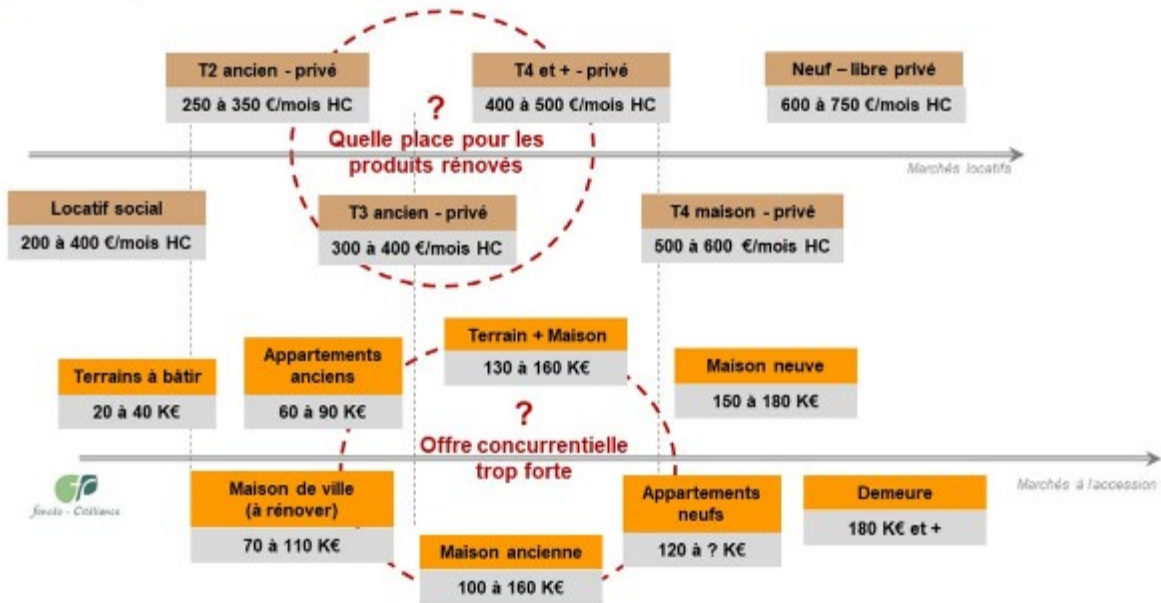 T2 ancien - privé
250 à 350 €/mois HC
T4 et + - privé
400 à 500 €/mois HC
Neuf – libre privé
600 à 750 €/mois HC
?
Quelle place pour les
produits rénovés
Marchés locatifs
Locatif social
200 à 400 €/mois HC
T3 ancien - privé
300 à 400 €/mois HC
T4 maison - privé
500 à 600 €/mois HC
Terrains à bâtir
20 à 40 K€
Appartements
anciens
60 à 90 K€
Terrain + Maison
130 à 160 K€
Maison neuve
150 à 180 K€
?
Offre concurrentielle
trop forte
Marchés à l'accession
Maison de ville
(à rénover)
70 à 110 K€
Maison ancienne
100 à 160 K€
Appartements
neufs
120 à ? K€
Demeure
180 K€ et +